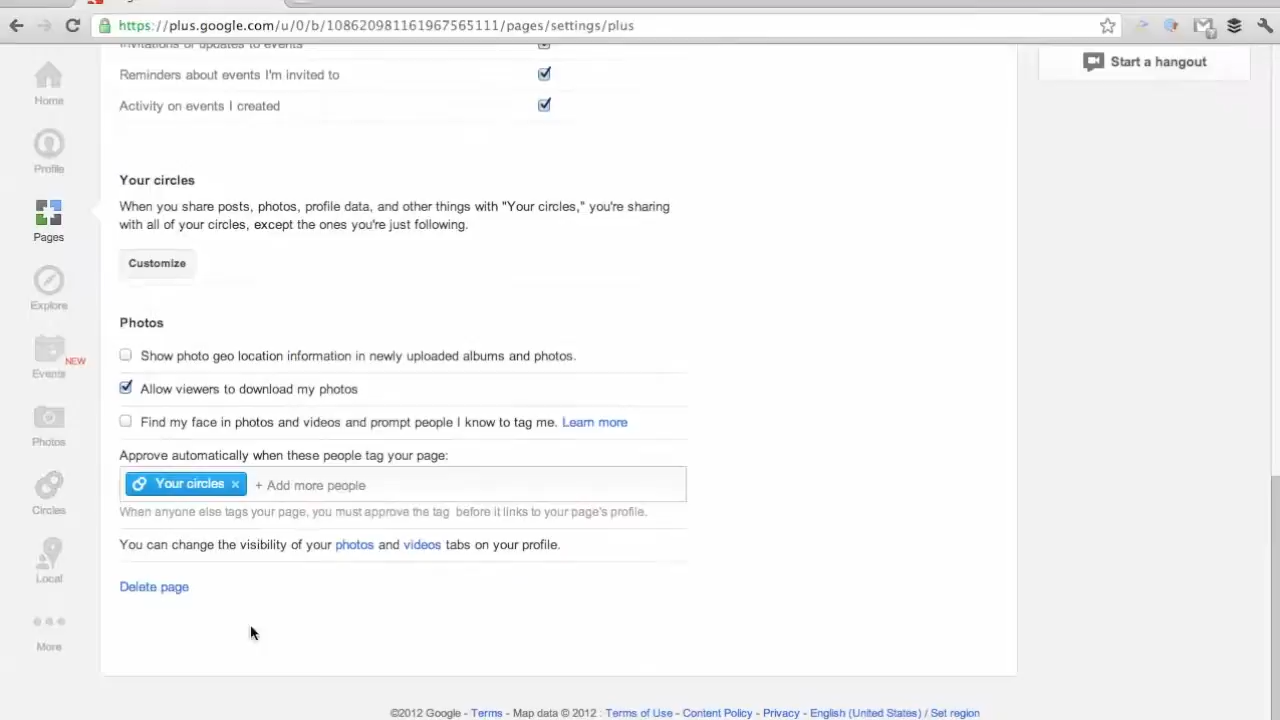 https://plus.google.com/u/0/b/108620981161967565111/pages/settings/plus
Invitations or updates to events
Reminders about events I'm invited to
Activity on events I created
Start a hangout
Home
Profile
Pages
Explore
Events
NEW
Photos
Circles
Local
More
Your circles
When you share posts, photos, profile data, and other things with "Your circles," you're sharing
with all of your circles, except the ones you're just following.
Customize
Photos
Show photo geo location information in newly uploaded albums and photos.
Allow viewers to download my photos
Find my face in photos and videos and prompt people I know to tag me. Learn more
Approve automatically when these people tag your page:
Your circles × + Add more people
When anyone else tags your page, you must approve the tag before it links to your page's profile.
You can change the visibility of your photos and videos tabs on your profile.
Delete page
©2012 Google - Terms - Map data © 2012 : Terms of Use - Content Policy - Privacy - English (United States) / Set region